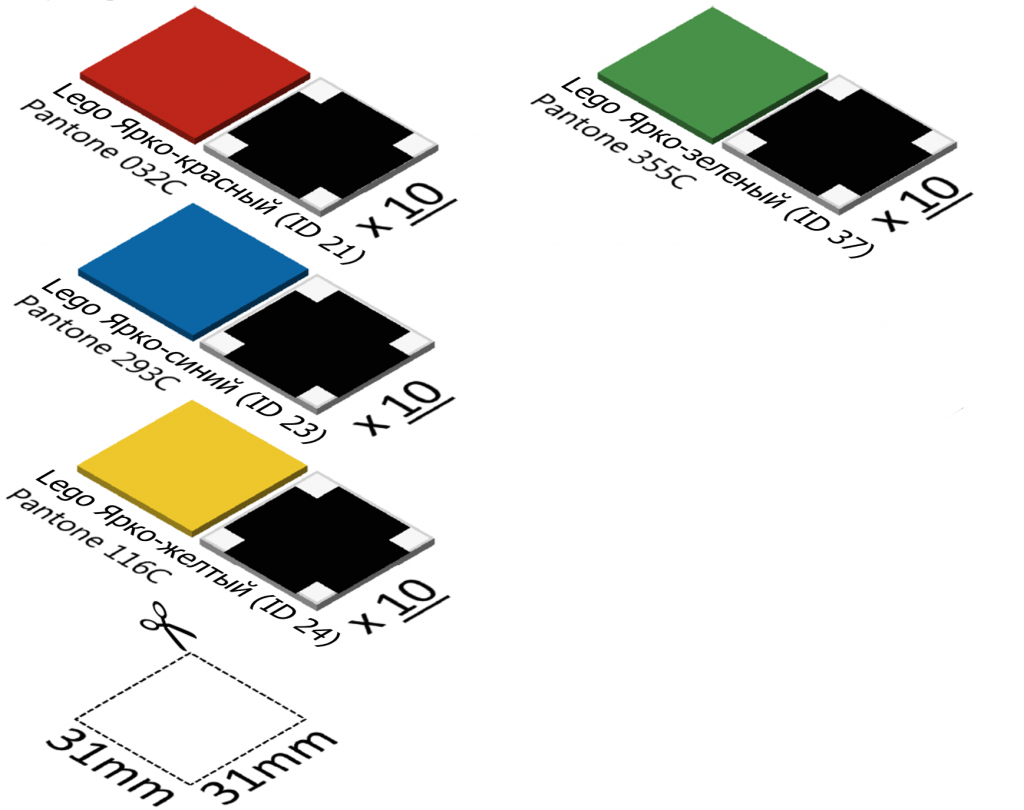 Lego Ярко-красный (ID 21)
Pantone 032C
x 10
Lego Ярко-зеленый (ID 37)
Pantone 355C
x 10
Lego Ярко-синий (ID 23)
Pantone 293C
x 10
Lego Ярко-желтый (ID 24)
Pantone 116C
x 10
31mm
31mm